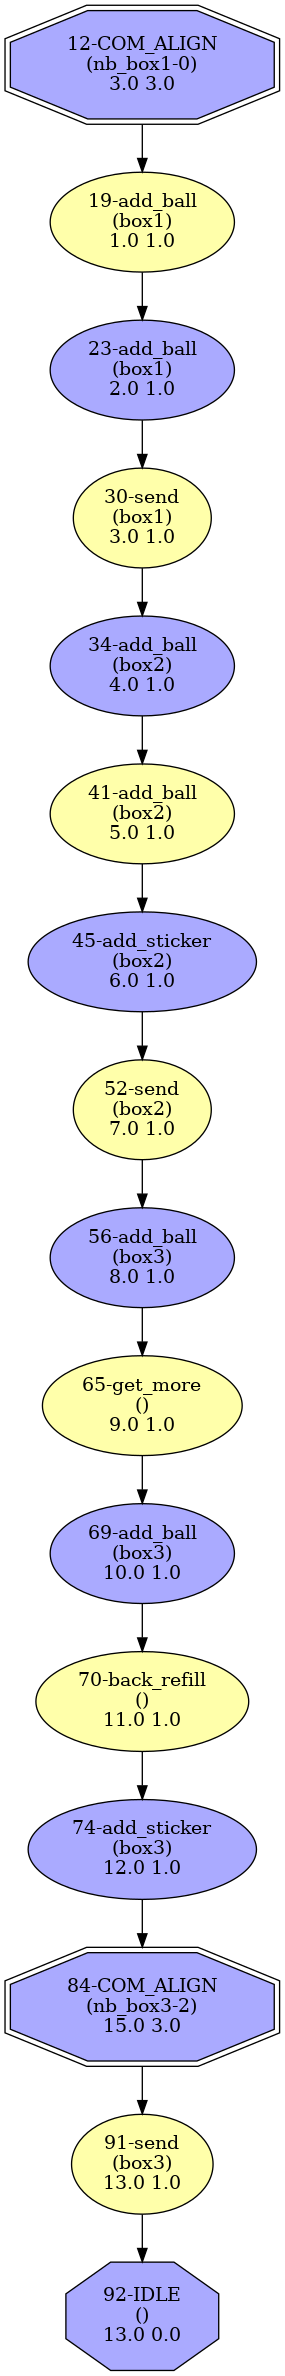 12-COM_ALIGN
(nb_box1-0)
3.0 3.0
19-add_ball
(box1)
1.0 1.0
23-add_ball
(box1)
2.0 1.0
30-send
(box1)
3.0 1.0
34-add_ball
(box2)
4.0 1.0
41-add_ball
(box2)
5.0 1.0
45-add_sticker
(box2)
6.0 1.0
52-send
(box2)
7.0 1.0
56-add_ball
(box3)
8.0 1.0
65-get_more
()
9.0 1.0
69-add_ball
(box3)
10.0 1.0
70-back_refill
()
11.0 1.0
74-add_sticker
(box3)
12.0 1.0
84-COM_ALIGN
(nb_box3-2)
15.0 3.0
91-send
(box3)
13.0 1.0
92-IDLE
()
13.0 0.0